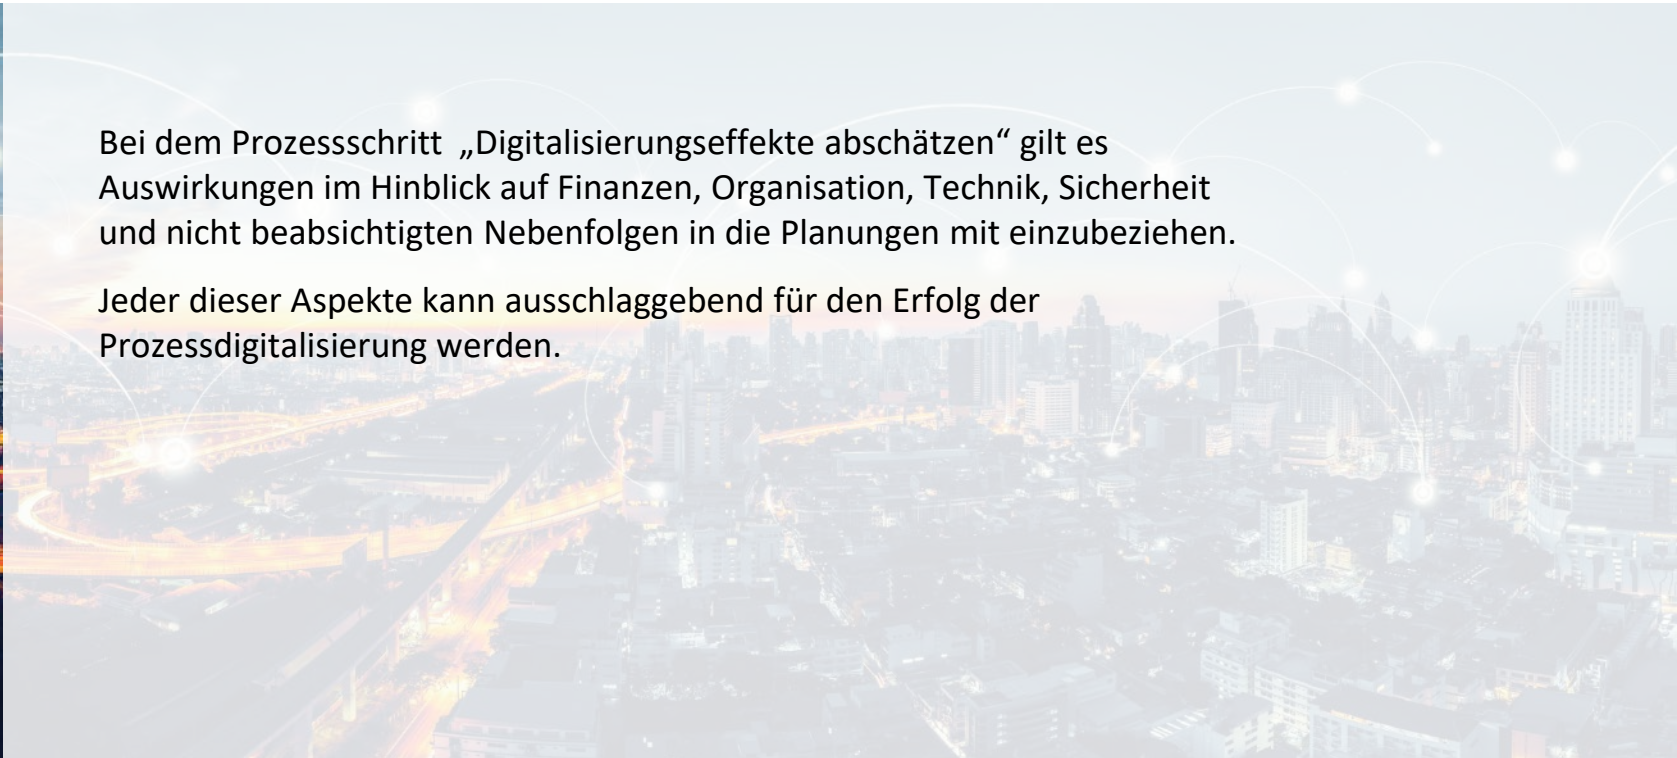 Bei dem Prozessschritt „Digitalisierungseffekte abschätzen“ gilt es
Auswirkungen im Hinblick auf Finanzen, Organisation, Technik, Sicherheit
und nicht beabsichtigten Nebenfolgen in die Planungen mit einzubeziehen.
Jeder dieser Aspekte kann ausschlaggebend für den Erfolg der
Prozessdigitalisierung werden.